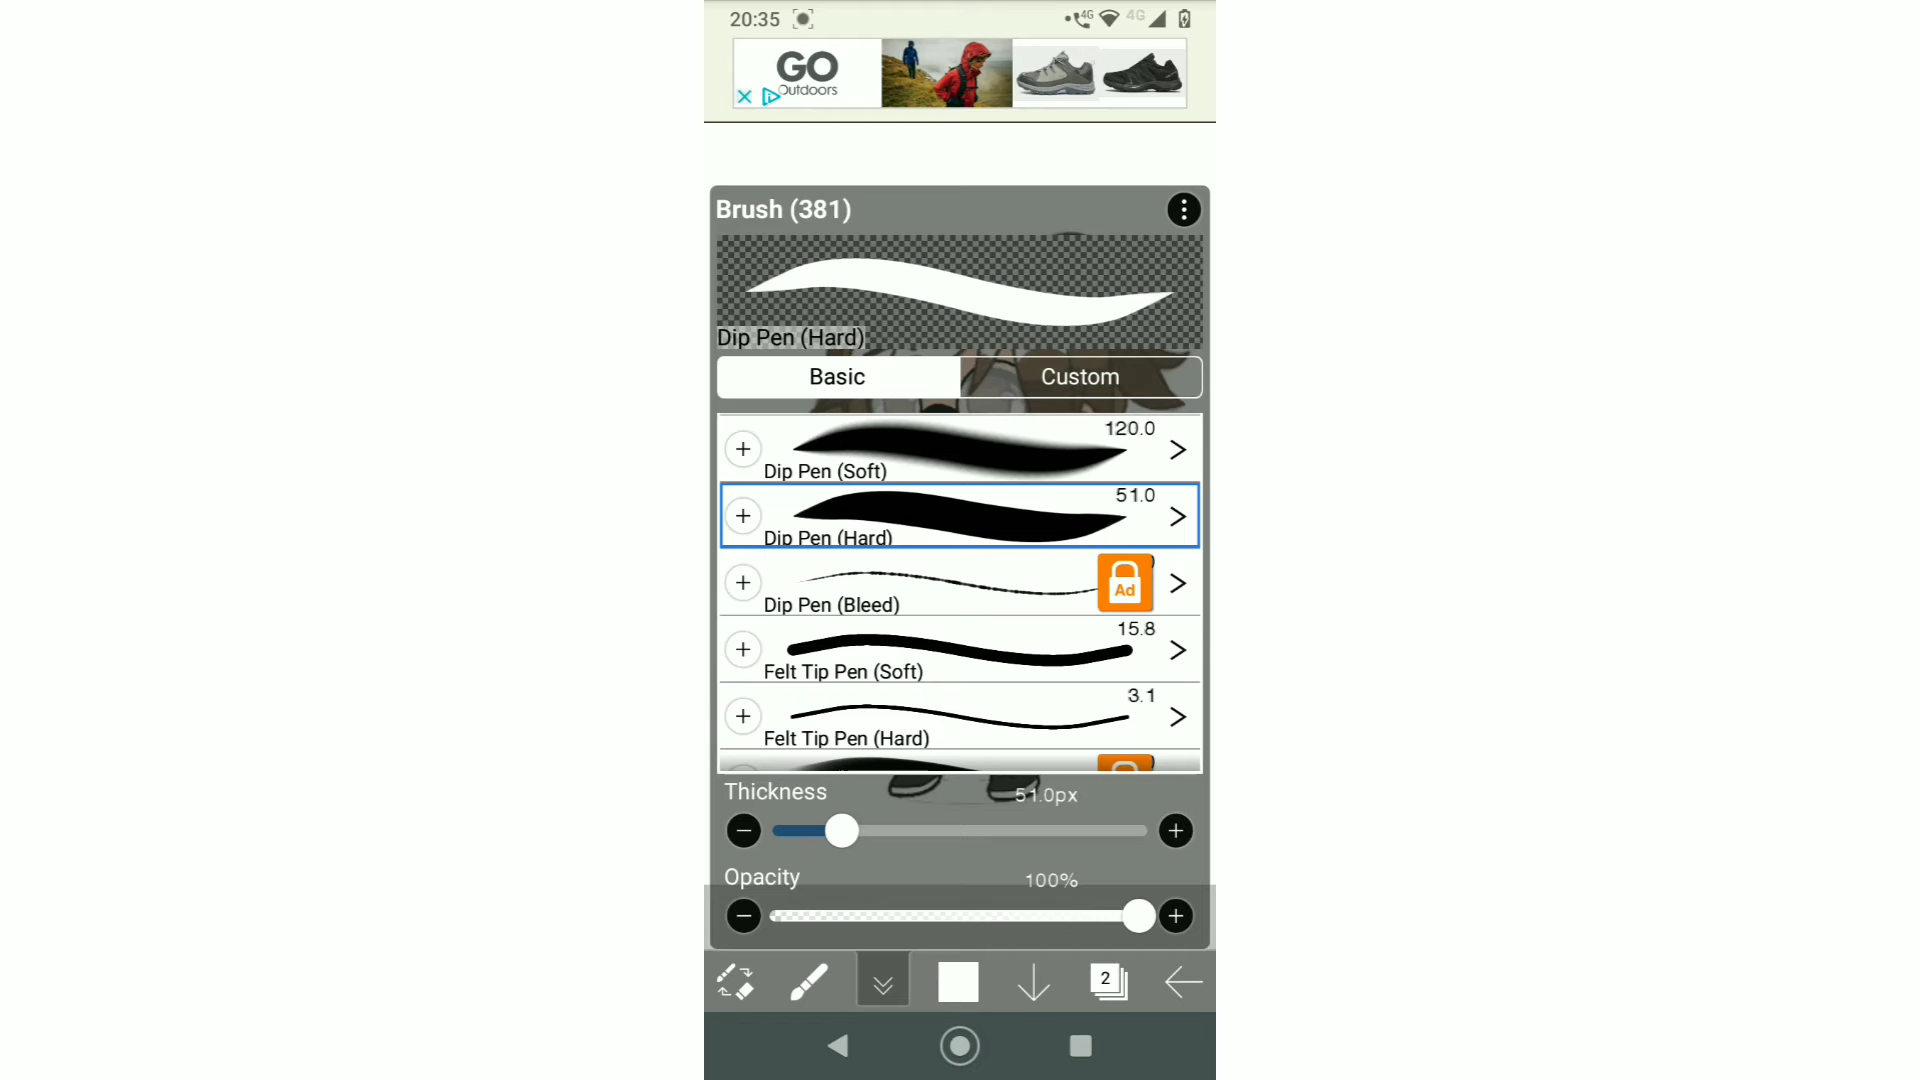 20:35
4G
4G
GO
Outdoors
Brush (381)
Dip Pen (Hard)
Basic
Custom
120.0
Dip Pen (Soft)
51.0
Dip Pen (Hard)
Ad
Dip Pen (Bleed)
15.8
Felt Tip Pen (Soft)
3.1
Felt Tip Pen (Hard)
Thickness
51.0px
Opacity
100%
2